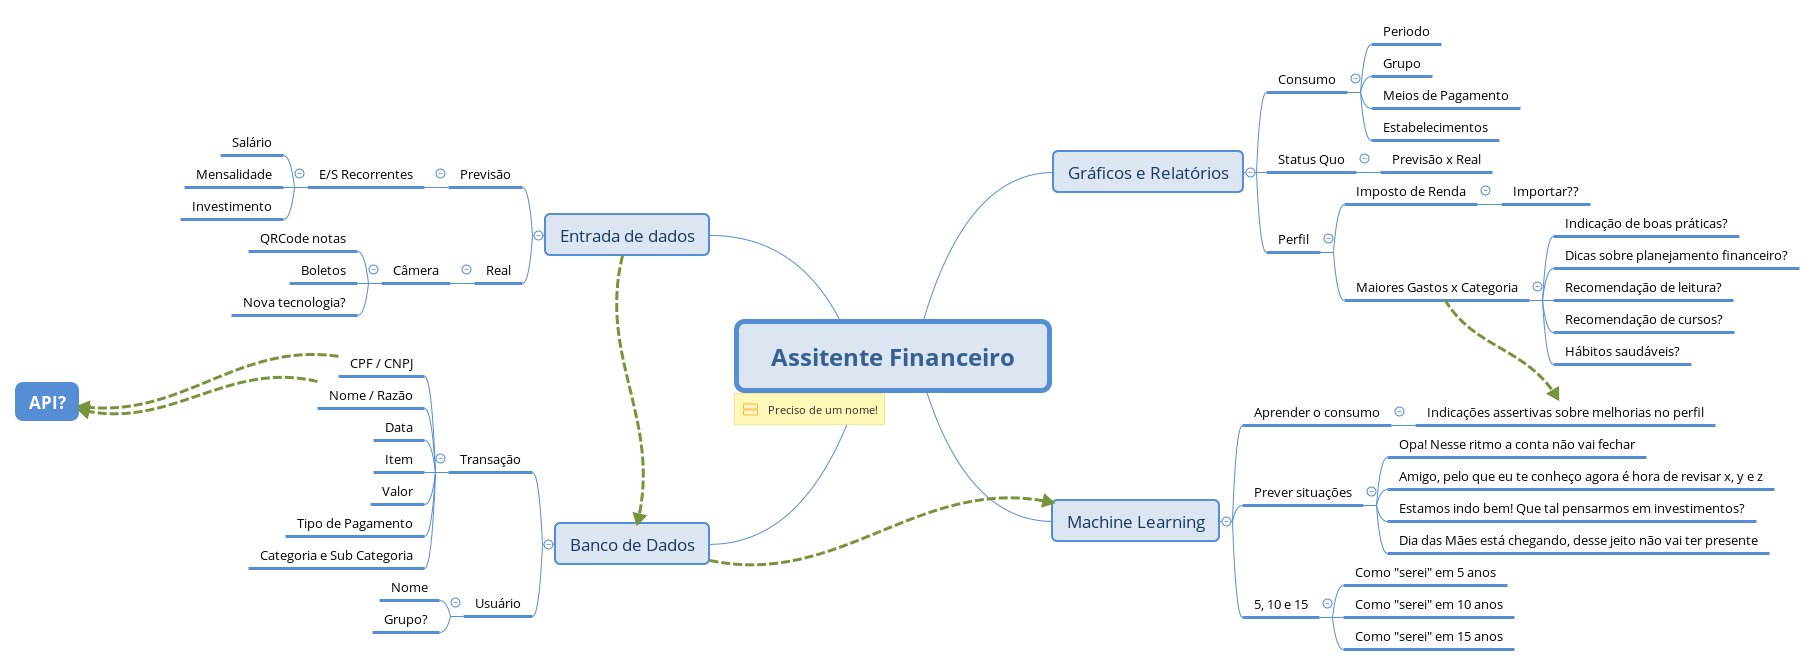 Assitente Financeiro
Preciso de um nome!
Entrada de dados
Previsão
E/S Recorrentes
Salário
Mensalidade
Investimento
Real
Câmera
QRCode notas
Boletos
Nova tecnologia?
Banco de Dados
Transação
CPF / CNPJ
Nome / Razão
Data
Item
Valor
Tipo de Pagamento
Categoria e Sub Categoria
Usuário
Nome
Grupo?
API?
Gráficos e Relatórios
Consumo
Periodo
Grupo
Meios de Pagamento
Estabelecimentos
Status Quo
Previsão x Real
Perfil
Imposto de Renda
Importar??
Maiores Gastos x Categoria
Indicação de boas práticas?
Dicas sobre planejamento financeiro?
Recomendação de leitura?
Recomendação de cursos?
Hábitos saudáveis?
Machine Learning
Aprender o consumo
Indicações assertivas sobre melhorias no perfil
Prever situações
Opa! Nesse ritmo a conta não vai fechar
Amigo, pelo que eu te conheço agora é hora de revisar x, y e z
Estamos indo bem! Que tal pensarmos em investimentos?
Dia das Mães está chegando, desse jeito não vai ter presente
5, 10 e 15
Como "serei" em 5 anos
Como "serei" em 10 anos
Como "serei" em 15 anos